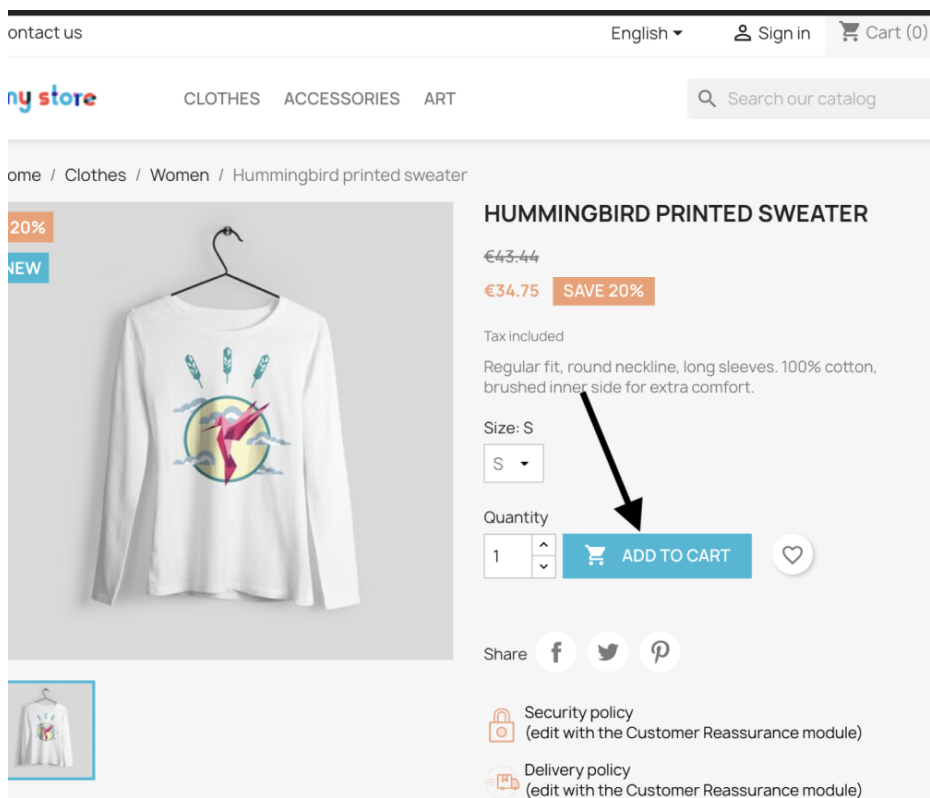 ontact us
English
Sign in
Cart (0)
my store
CLOTHES ACCESSORIES ART
Search our catalog
ome / Clothes / Women / Hummingbird printed sweater
20%
NEW
HUMMINGBIRD PRINTED SWEATER
€43.44
€34.75 SAVE 20%
Tax included
Regular fit, round neckline, long sleeves. 100% cotton,
brushed inner side for extra comfort.
Size: S
S
Quantity
1
ADD TO CART
Share
Security policy
(edit with the Customer Reassurance module)
Delivery policy
(edit with the Customer Reassurance module)